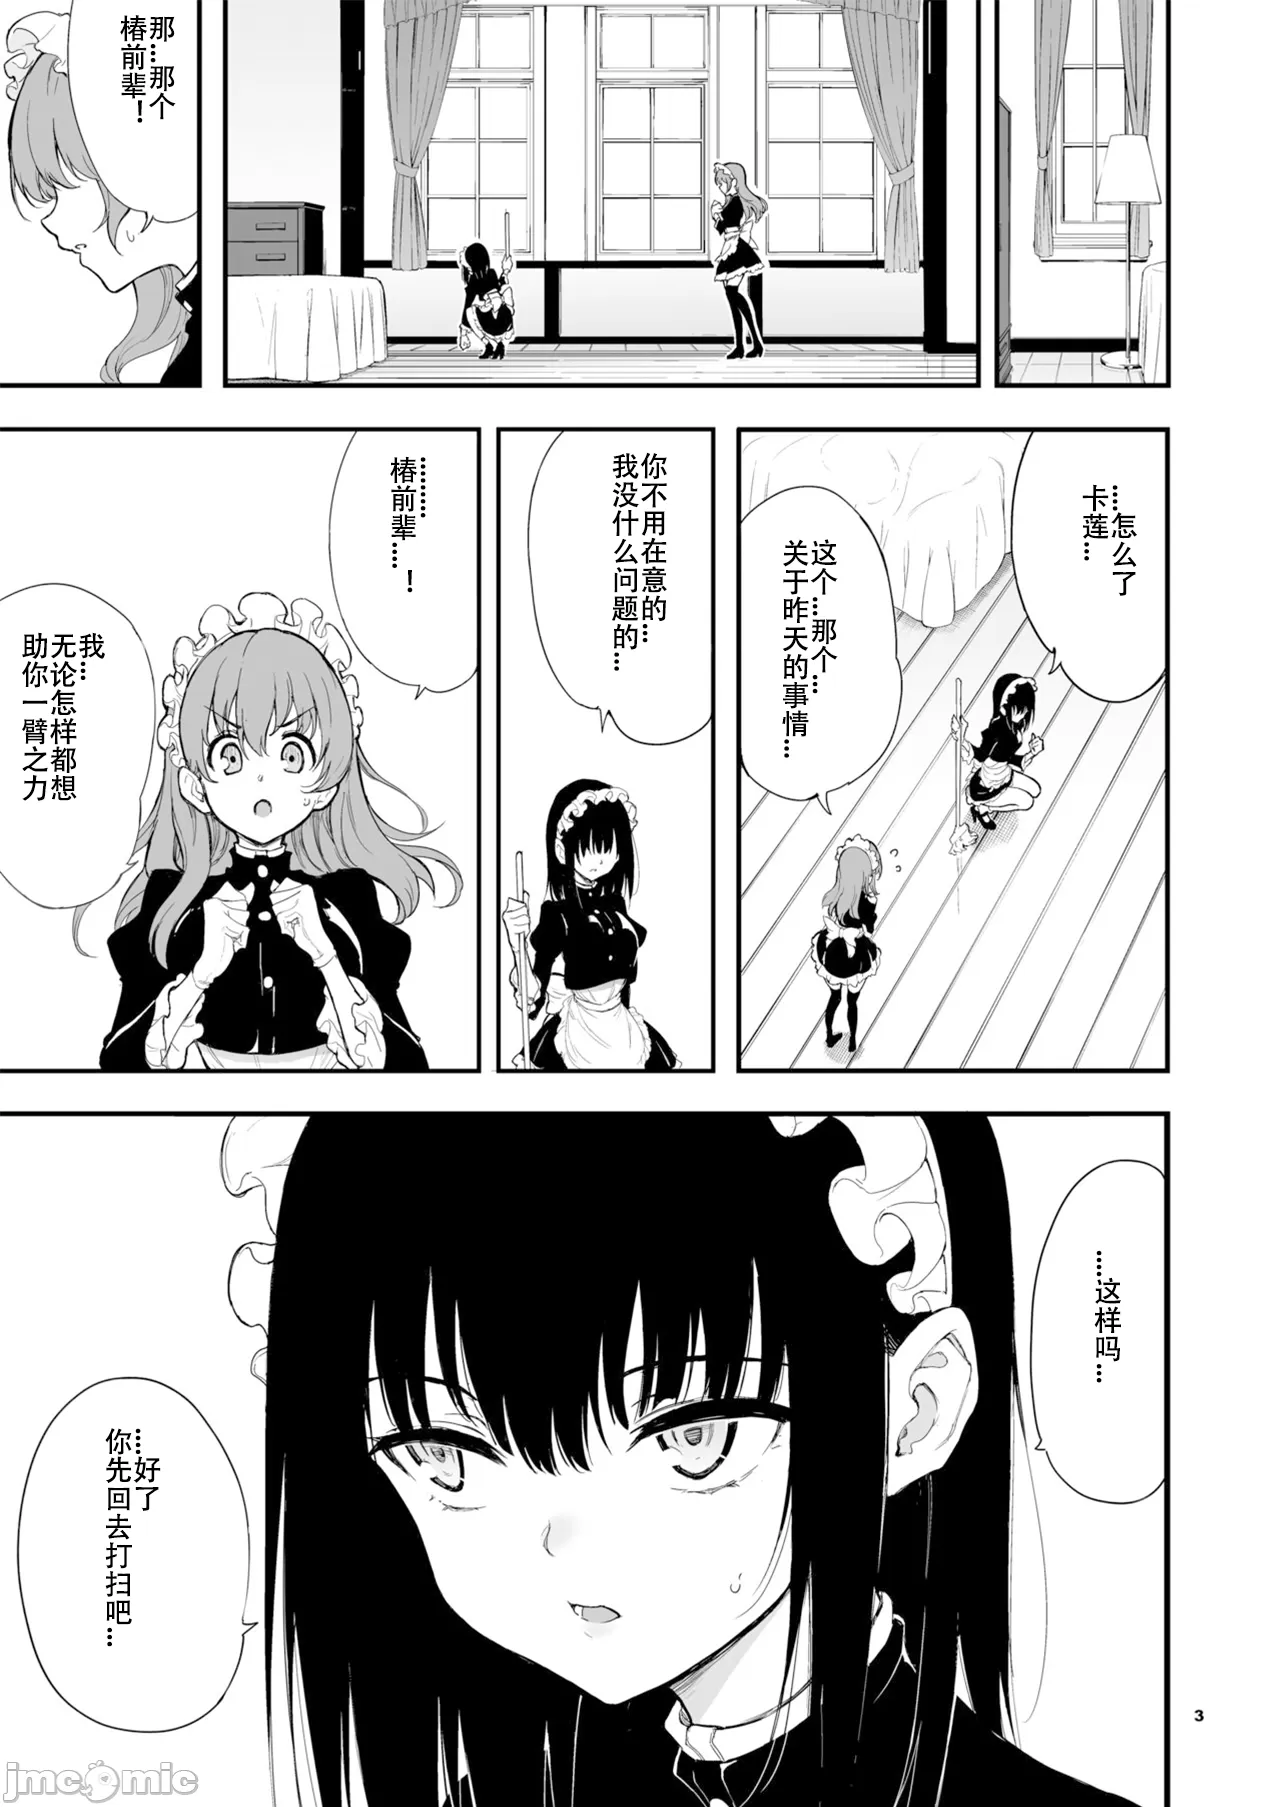 那…那个
椿前辈！
……怎么了
卡莲…
这个…那个…
关于昨天的事情…
你不用在意的…
我没什么问题的…
………
椿前辈……！
我…
无论怎样都想
助你一臂之力
……这样吗…
……好了
你先回去打扫吧…
3
jmcomic